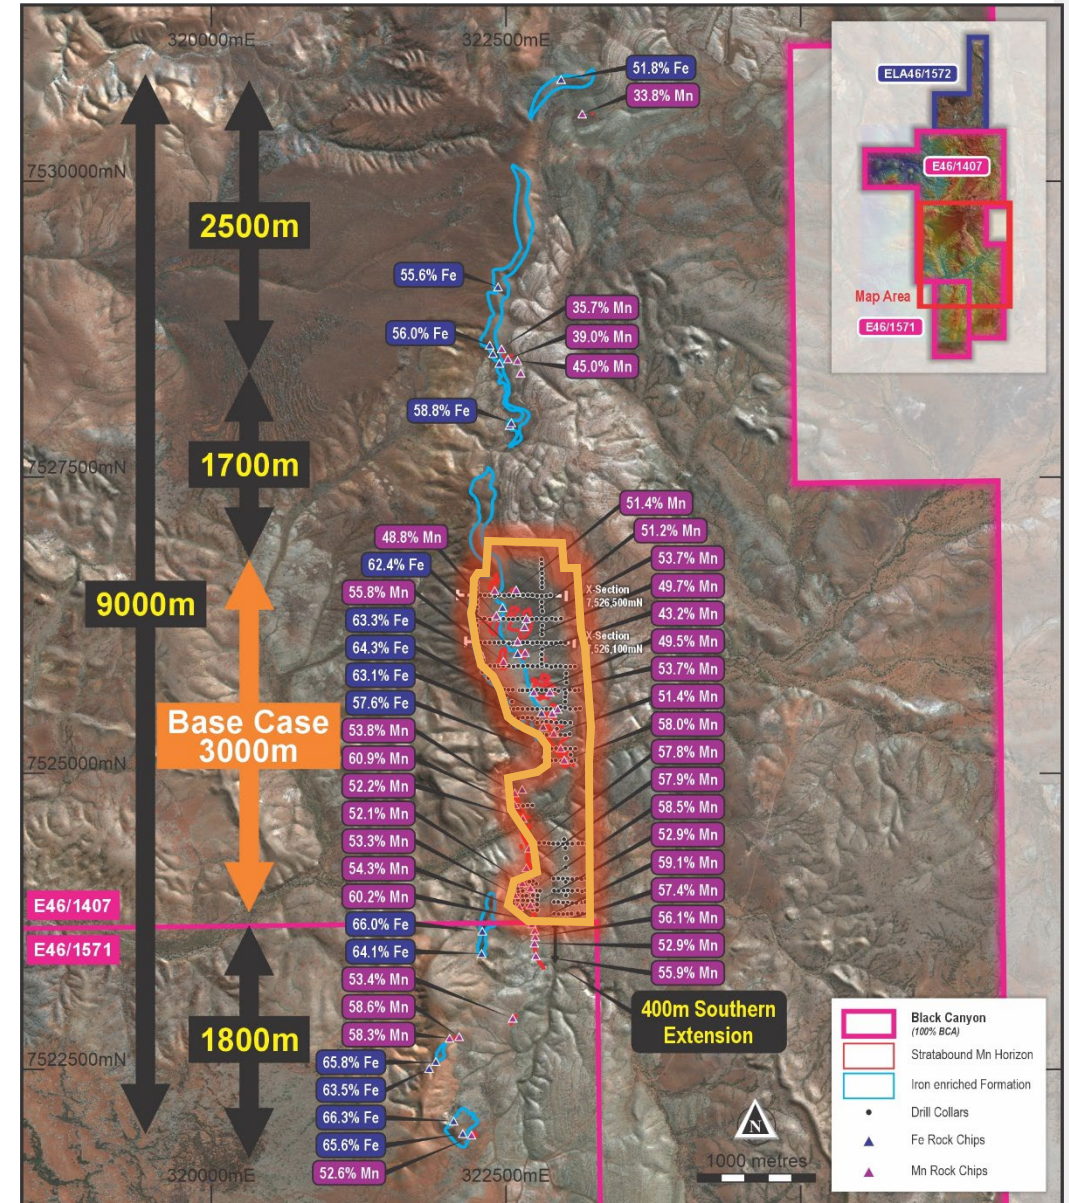 320000mE
322500mE
51.8% Fe
33.8% Mn
ELA46/1572
E46/1407
Map Area
E46/1571
7530000mN
2500m
55.6% Fe
35.7% Mn
56.0% Fe
39.0% Mn
45.0% Mn
58.8% Fe
1700m
7527500mN
51.4% Mn
48.8% Mn
51.2% Mn
62.4% Fe
53.7% Mn
55.8% Mn
49.7% Mn
X-Section
7,526,500mN
9000m
63.3% Fe
43.2% Mn
64.3% Fe
49.5% Mn
X-Section
7,526,100mN
63.1% Fe
53.7% Mn
57.6% Fe
51.4% Mn
Base Case
3000m
53.8% Mn
58.0% Mn
60.9% Mn
57.8% Mn
7525000mN
52.2% Mn
57.9% Mn
52.1% Mn
58.5% Mn
53.3% Mn
52.9% Mn
54.3% Mn
59.1% Mn
60.2% Mn
57.4% Mn
E46/1407
66.0% Fe
56.1% Mn
E46/1571
64.1% Fe
52.9% Mn
53.4% Mn
55.9% Mn
58.6% Mn
400m Southern
Extension
58.3% Mn
1800m
7522500mN
65.8% Fe
63.5% Fe
66.3% Fe
65.6% Fe
52.6% Mn
320000mE
322500mE
N
1000 metres
Black Canyon
(100% BCA)
Stratabound Mn Horizon
Iron enriched Formation
Drill Collars
Fe Rock Chips
Mn Rock Chips